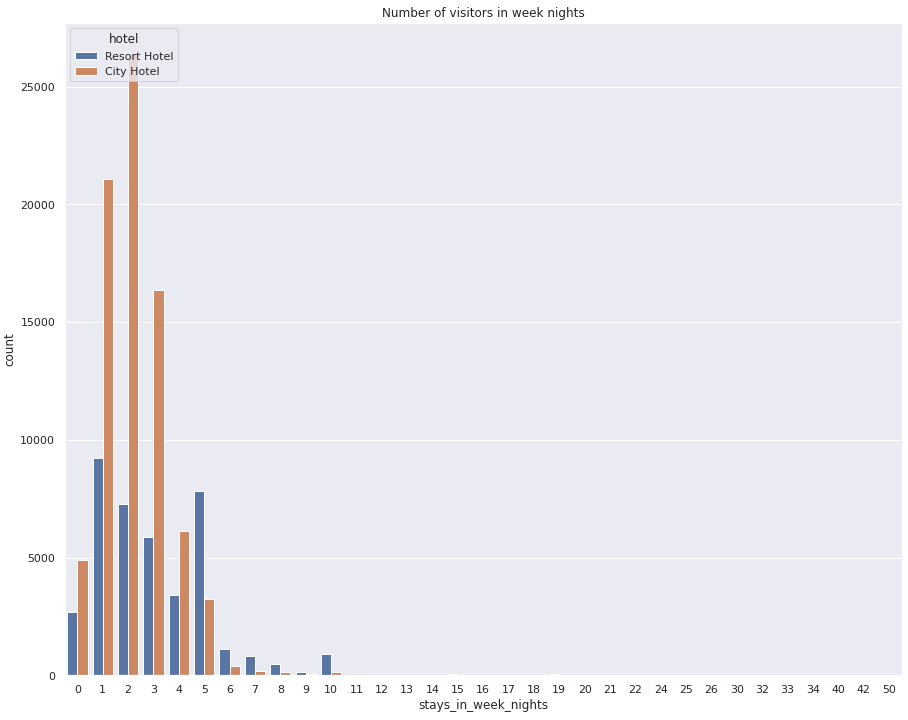 Number of visitors in week nights
hotel
Resort Hotel
City Hotel
25000
20000
15000
10000
5000
0
count
0 1 2 3 4 5 6 7 8 9 10 11 12 13 14 15 16 17 18 19 20 21 22 24 25 26 30 32 33 34 40 42 50
stays_in_week_nights